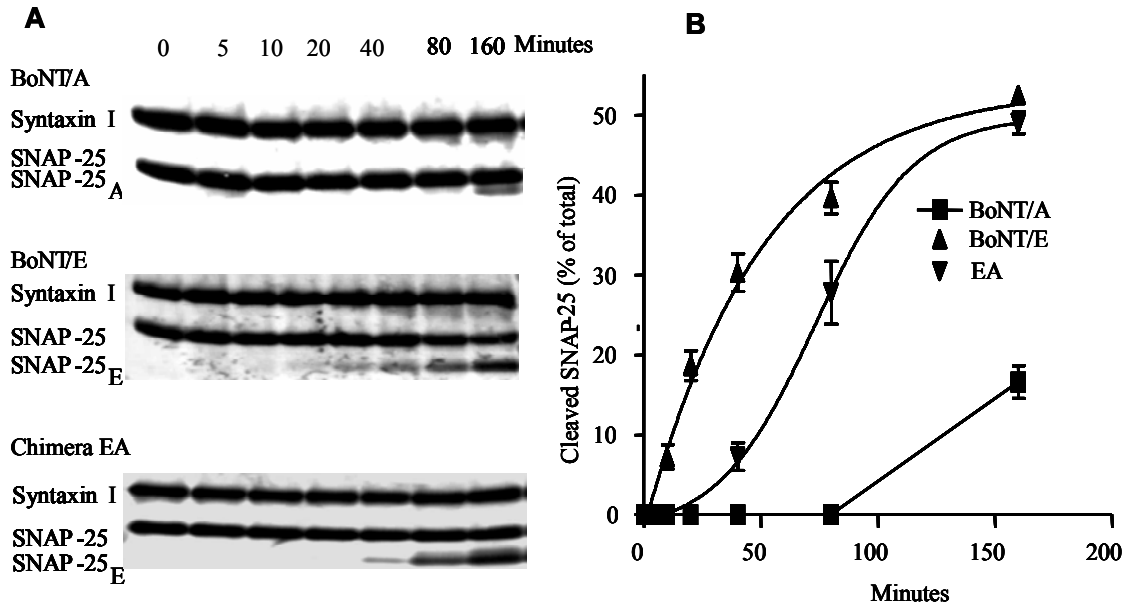 A
0 5 10 20 40 80 160 Minutes
BoNT/A
Syntaxin I
SNAP-25
SNAP-25A
BoNT/E
Syntaxin I
SNAP-25
SNAP-25E
Chimera EA
Syntaxin I
SNAP-25
SNAP-25E
B
Cleaved SNAP-25 (% of total)
50
40
30
20
10
0
BoNT/A
BoNT/E
EA
0 50 100 150 200
Minutes